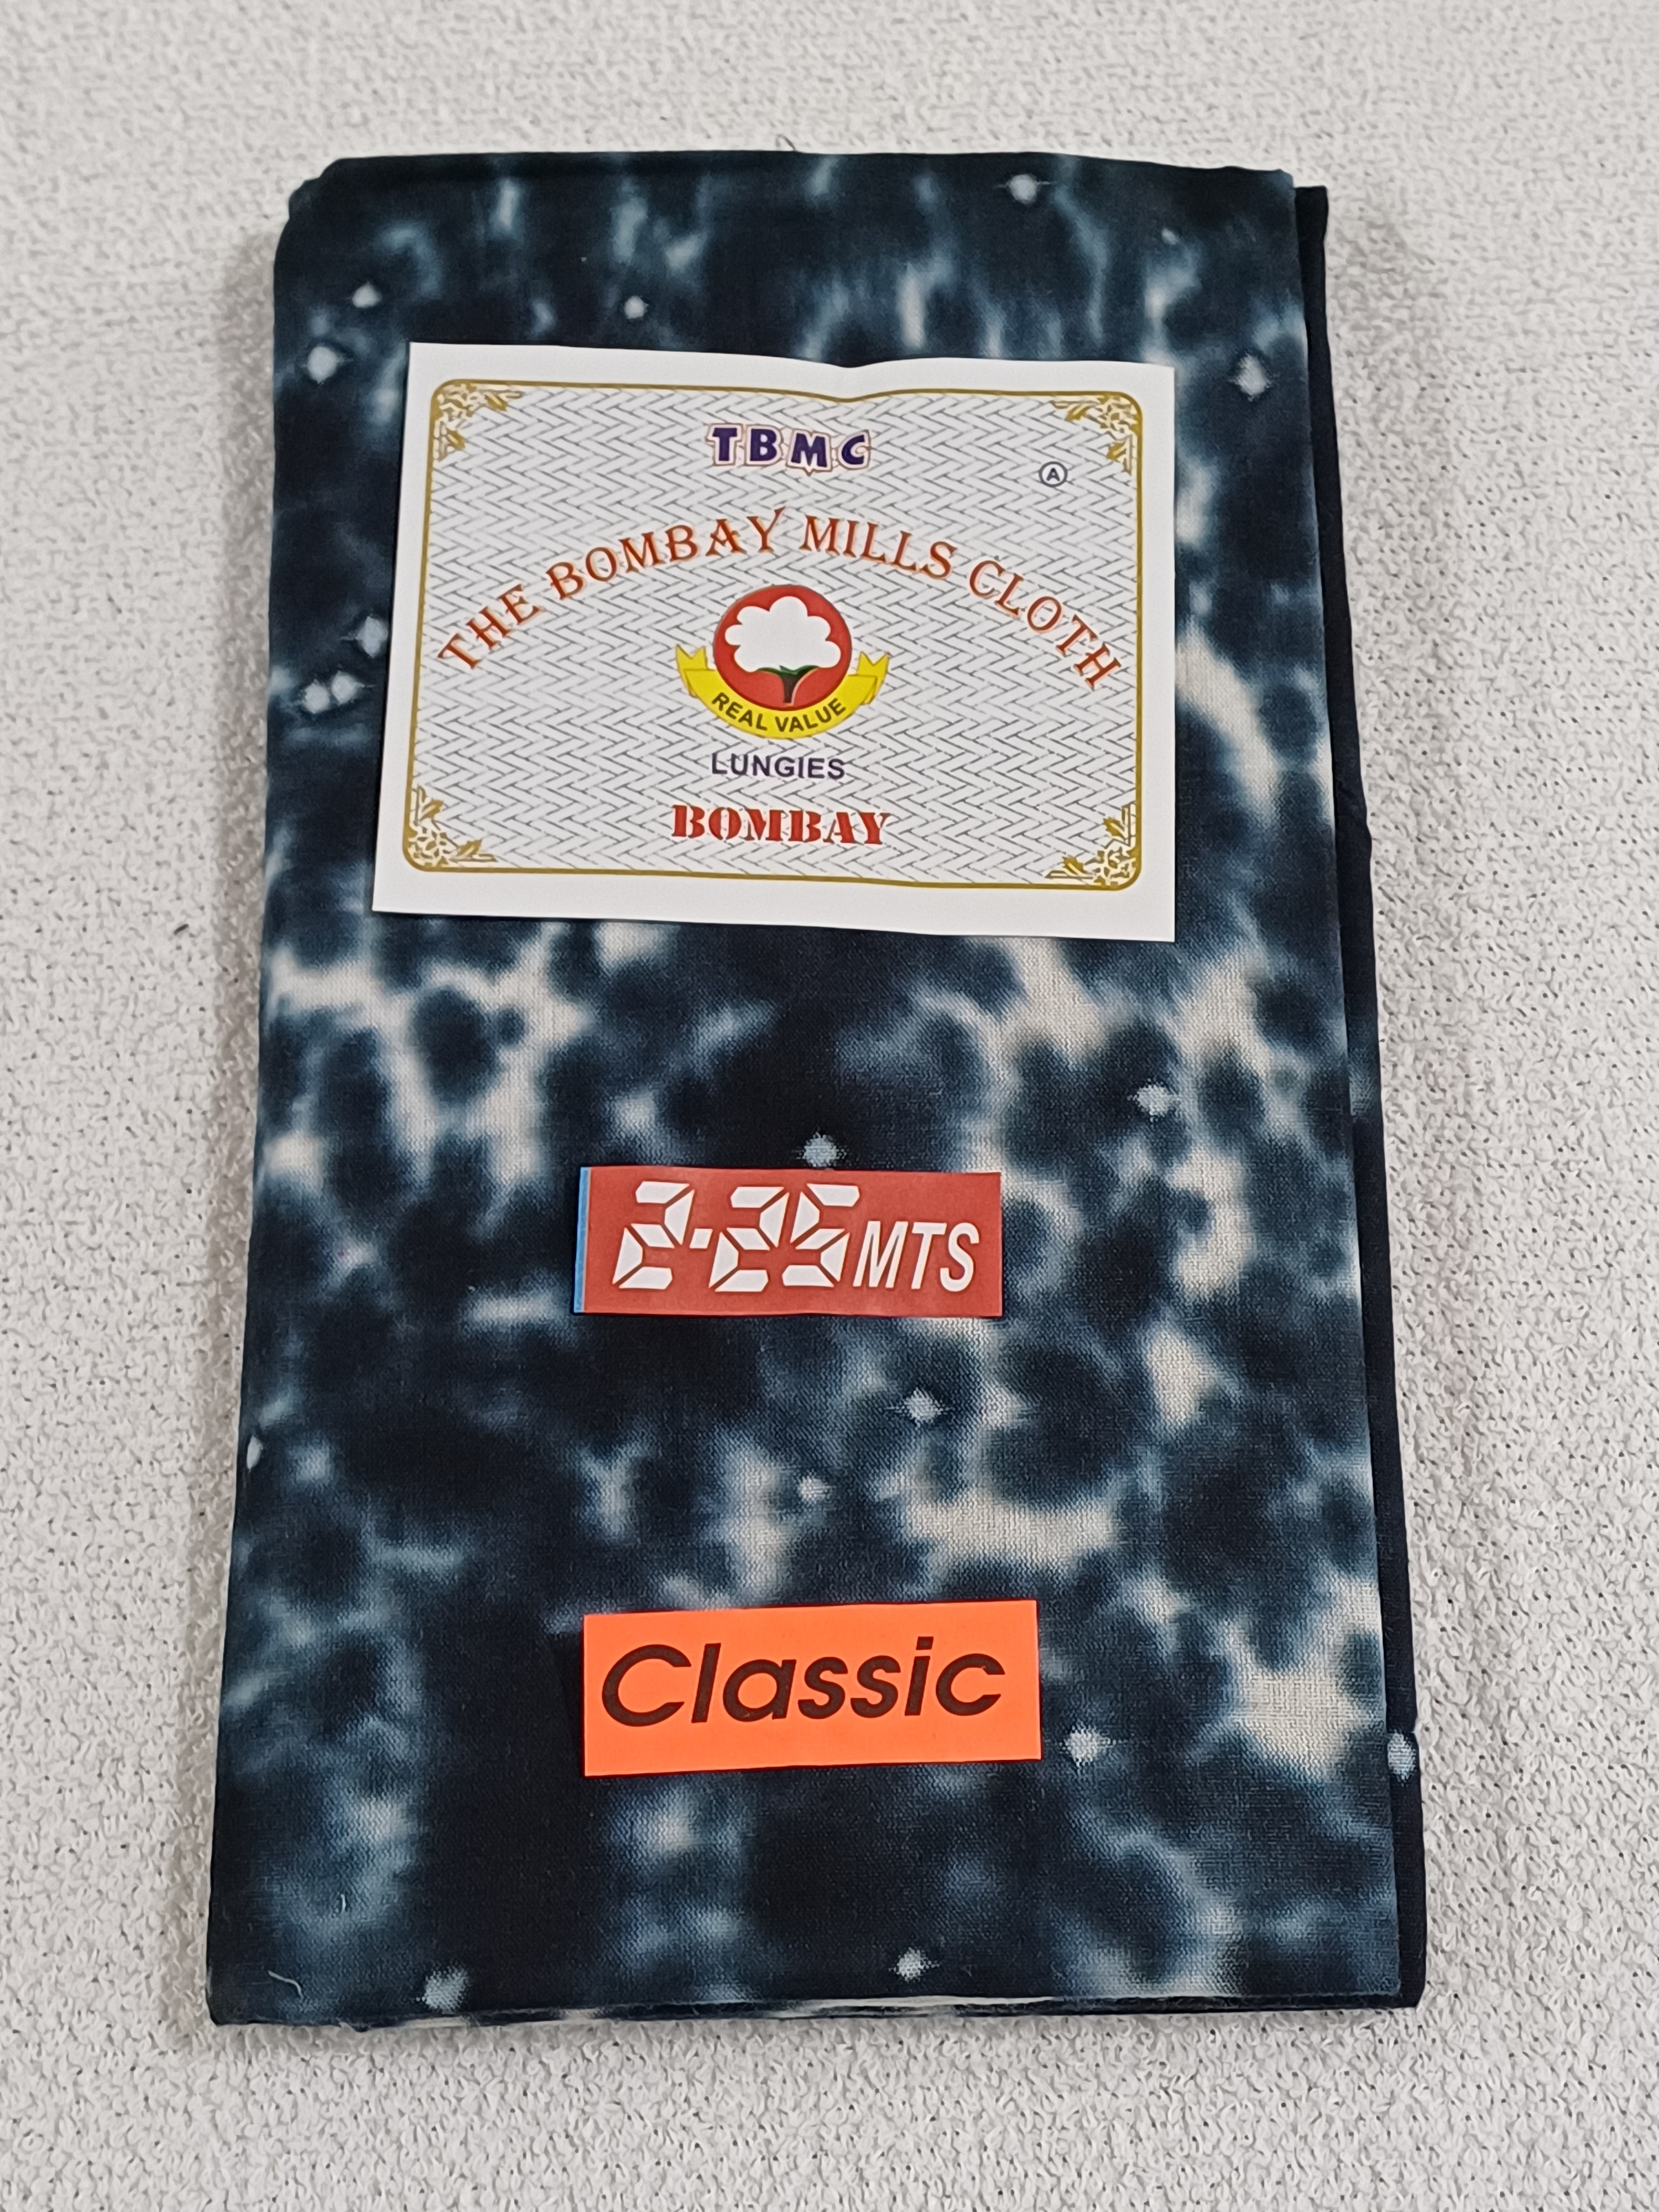 TBMC
Ⓐ
THE BOMBAY MILLS CLOTH
REAL VALUE
LUNGIES
BOMBAY
2.25 MTS
Classic